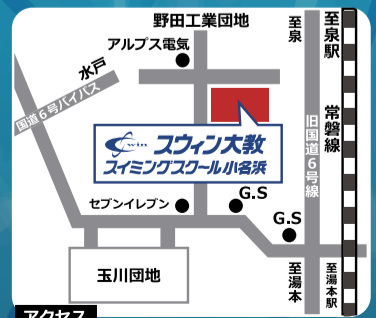 野田工業団地
アルプス電気
至泉
至泉駅
水戸
国道6号バイパス
常磐線
旧国道6号線
win
スウィン大教
スイミングスクール小名浜
セブンイレブン
G.S
G.S
玉川団地
至湯本
至湯本駅
アクセス